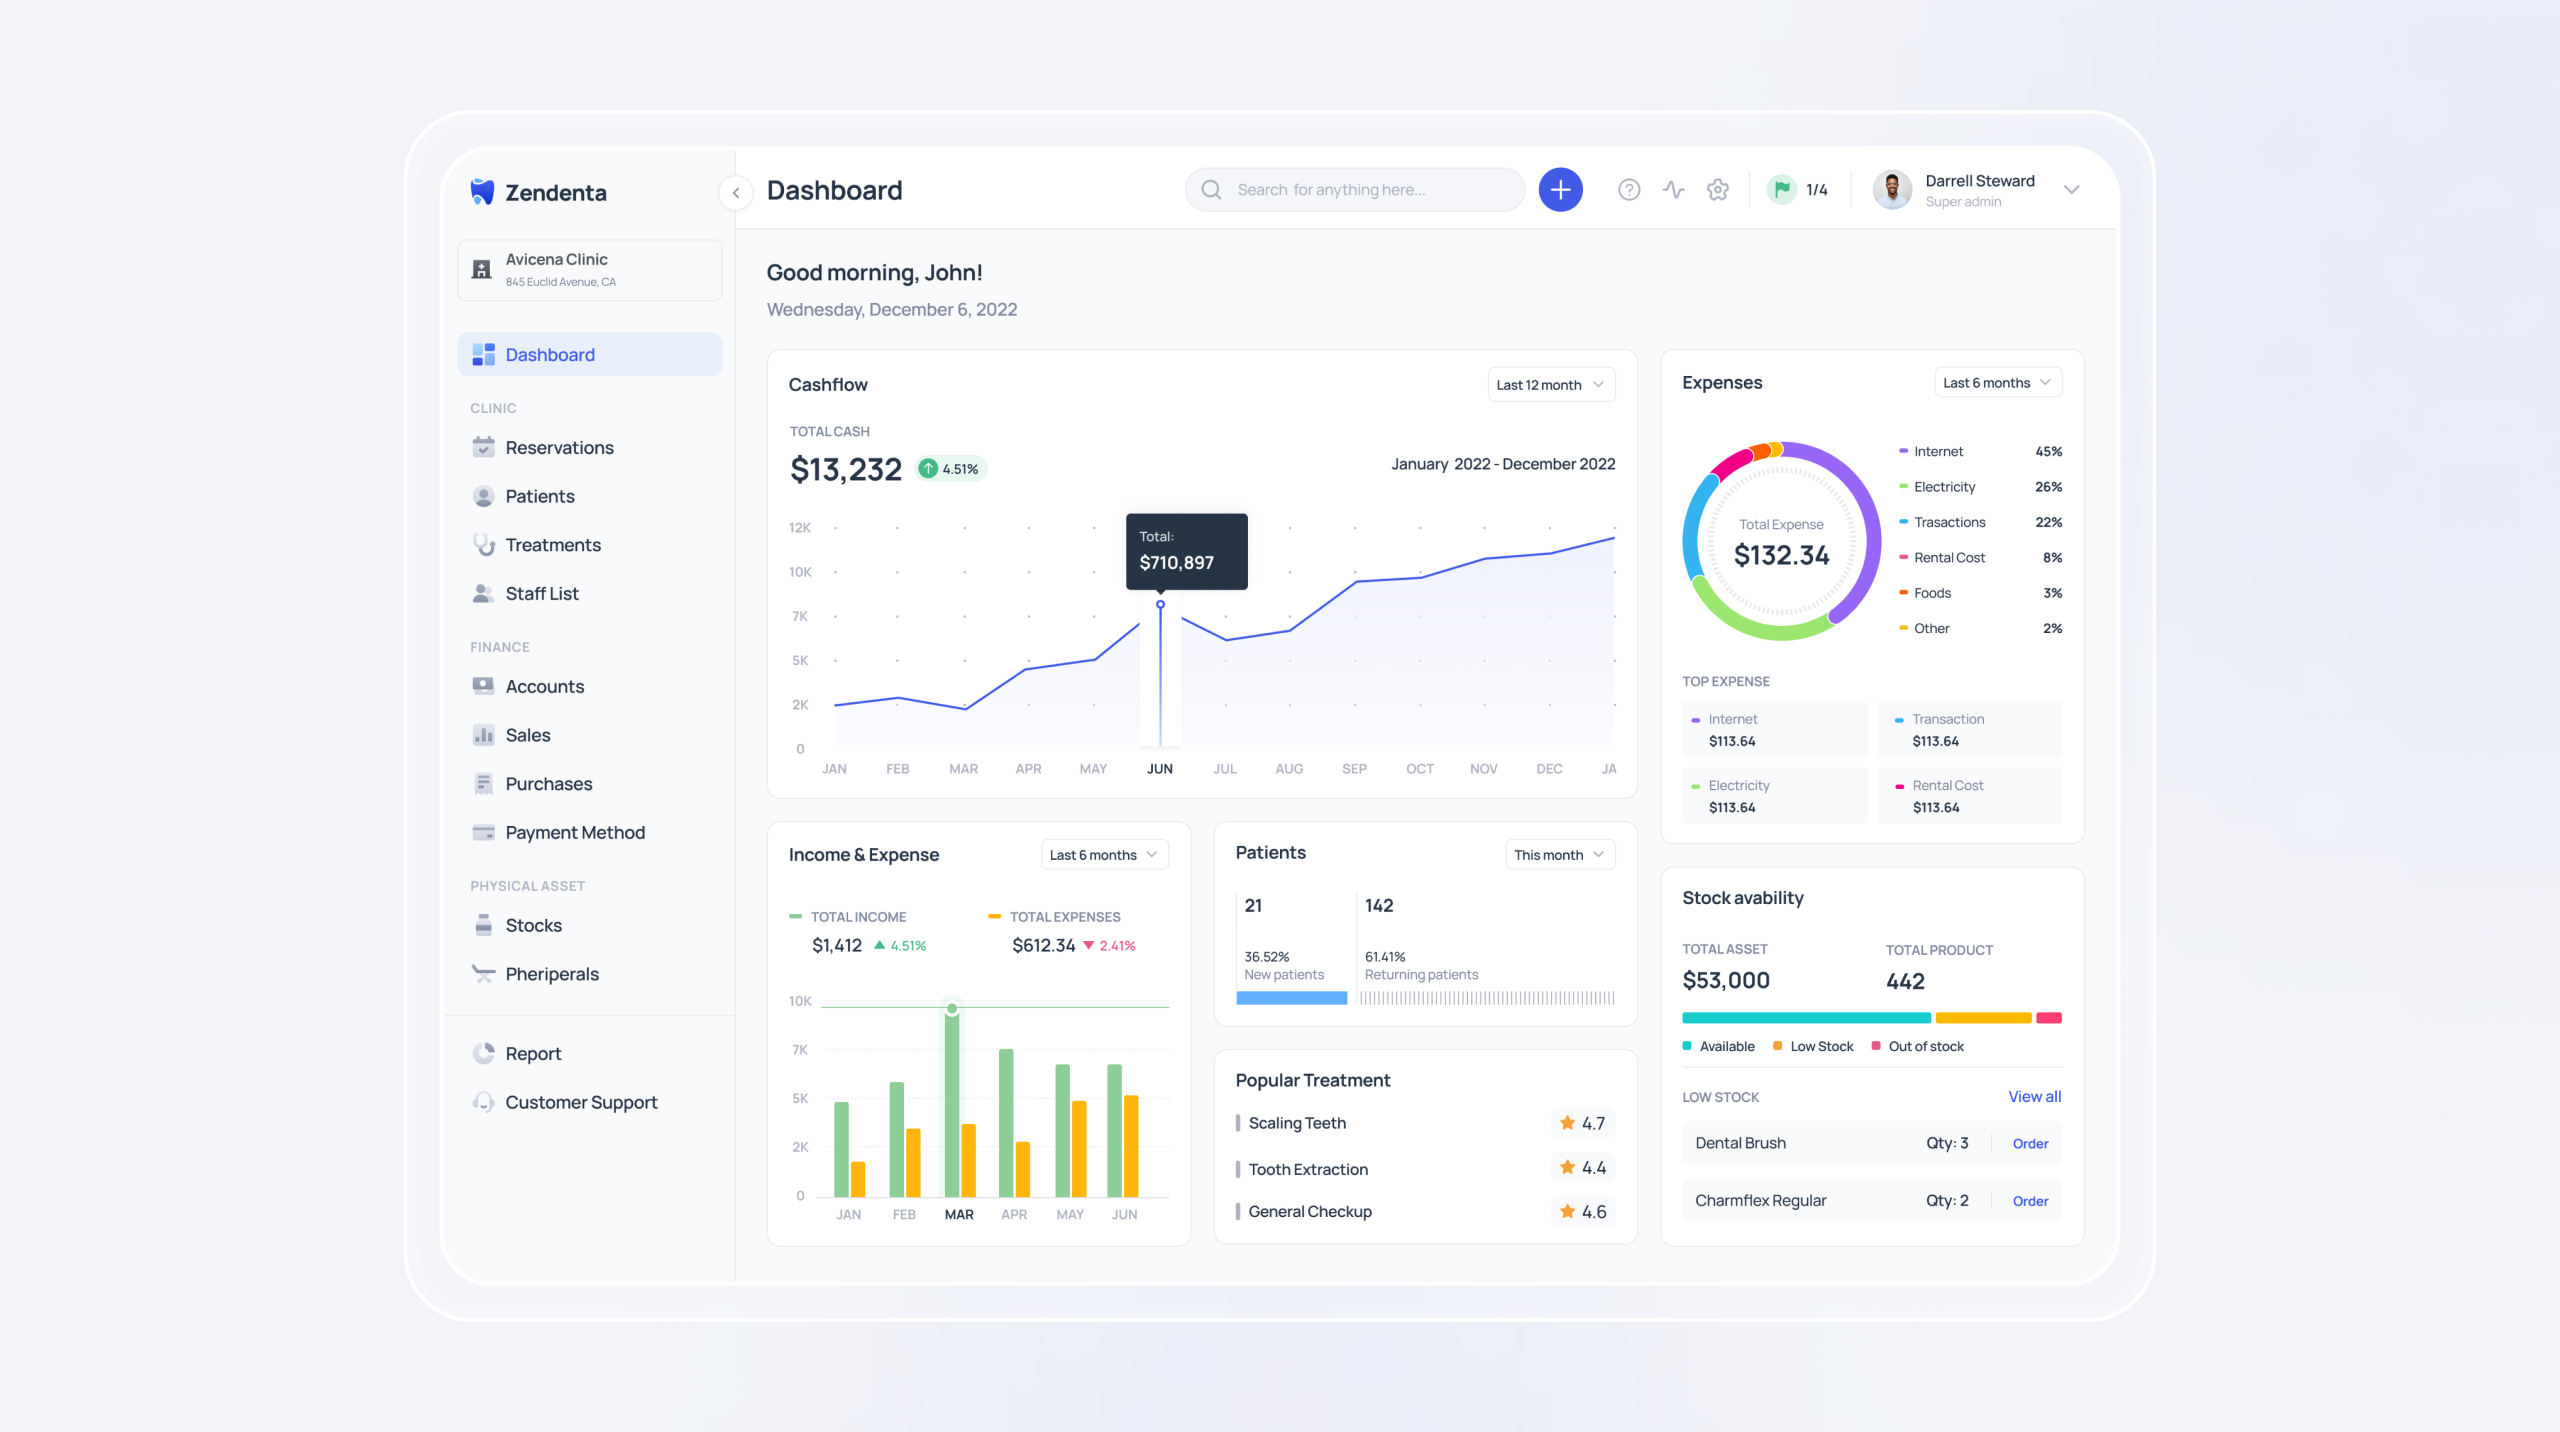 Zendenta
Avicena Clinic
845 Euclid Avenue, CA
Dashboard
CLINIC
Reservations
Patients
Treatments
Staff List
FINANCE
Accounts
Sales
Purchases
Payment Method
PHYSICAL ASSET
Stocks
Pheriperals
Report
Customer Support
Dashboard
Search for anything here...
1/4
Darrell Steward
Super admin
Good morning, John!
Wednesday, December 6, 2022
Cashflow
Last 12 month
TOTAL CASH
$13,232 4.51%
January 2022 - December 2022
12K
10K
7K
5K
2K
0
Total:
$710,897
JAN FEB MAR APR MAY JUN JUL AUG SEP OCT NOV DEC JA
Expenses
Last 6 months
Total Expense
$132.34
Internet 45%
Electricity 26%
Trasactions 22%
Rental Cost 8%
Foods 3%
Other 2%
TOP EXPENSE
Internet
$113.64
Transaction
$113.64
Electricity
$113.64
Rental Cost
$113.64
Income & Expense
Last 6 months
TOTAL INCOME
$1,412 4.51%
TOTAL EXPENSES
$612.34 2.41%
10K
7K
5K
2K
0
JAN FEB MAR APR MAY JUN
Patients
This month
21
36.52%
New patients
142
61.41%
Returning patients
Popular Treatment
Scaling Teeth 4.7
Tooth Extraction 4.4
General Checkup 4.6
Stock avability
TOTAL ASSET
$53,000
TOTAL PRODUCT
442
Available Low Stock Out of stock
LOW STOCK View all
Dental Brush Qty: 3 Order
Charmflex Regular Qty: 2 Order